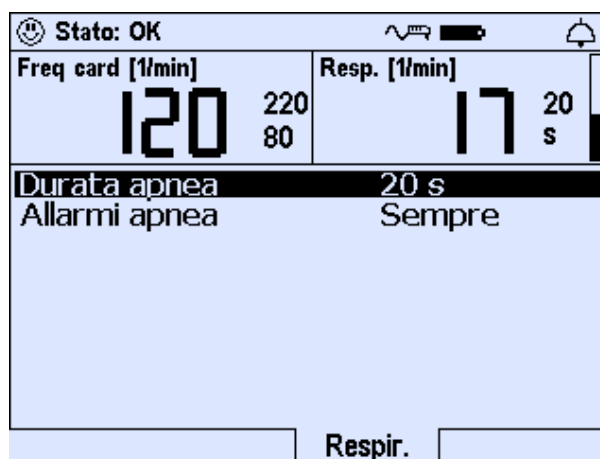 Stato: OK
Freq card [1/min]
120
220
80
Resp. [1/min]
17
20
s
Durata apnea 20 s
Allarmi apnea Sempre
Respir.